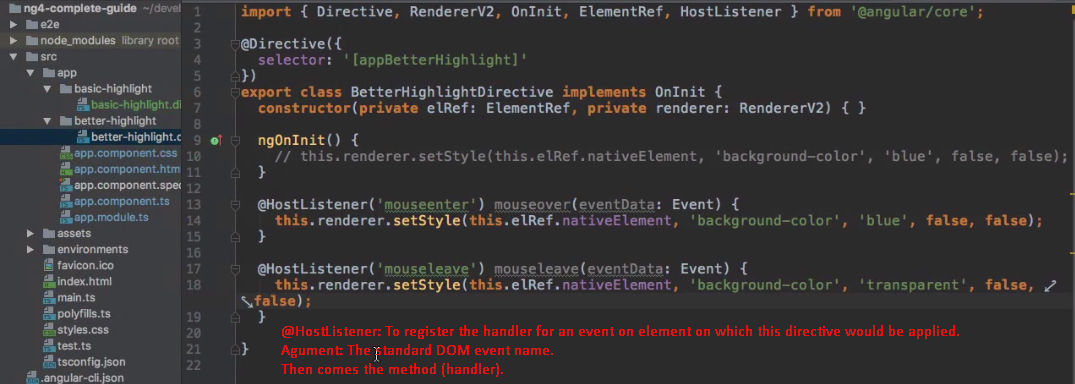 ng4-complete-guide ~/devel
e2e
node_modules library root
src
app
basic-highlight
basic-highlight.di
better-highlight
better-highlight.d
app.component.css
app.component.htm
app.component.spec
app.component.ts
app.module.ts
assets
environments
favicon.ico
index.html
main.ts
polyfills.ts
styles.css
test.ts
tsconfig.json
.angular-cli.json
1 import { Directive, RendererV2, OnInit, ElementRef, HostListener } from '@angular/core';
2
3 @Directive({
4 selector: '[appBetterHighlight]'
5 })
6 export class BetterHighlightDirective implements OnInit {
7 constructor(private elRef: ElementRef, private renderer: RendererV2) { }
8
9 ngOnInit() {
10 // this.renderer.setStyle(this.elRef.nativeElement, 'background-color', 'blue', false, false);
11 }
12
13 @HostListener('mouseenter') mouseover(eventData: Event) {
14 this.renderer.setStyle(this.elRef.nativeElement, 'background-color', 'blue', false, false);
15 }
16
17 @HostListener('mouseleave') mouseleave(eventData: Event) {
18 this.renderer.setStyle(this.elRef.nativeElement, 'background-color', 'transparent', false,
false);
19 }
20
21 }
22
@HostListener: To register the handler for an event on element on which this directive would be applied.
Agument: The standard DOM event name.
Then comes the method (handler).